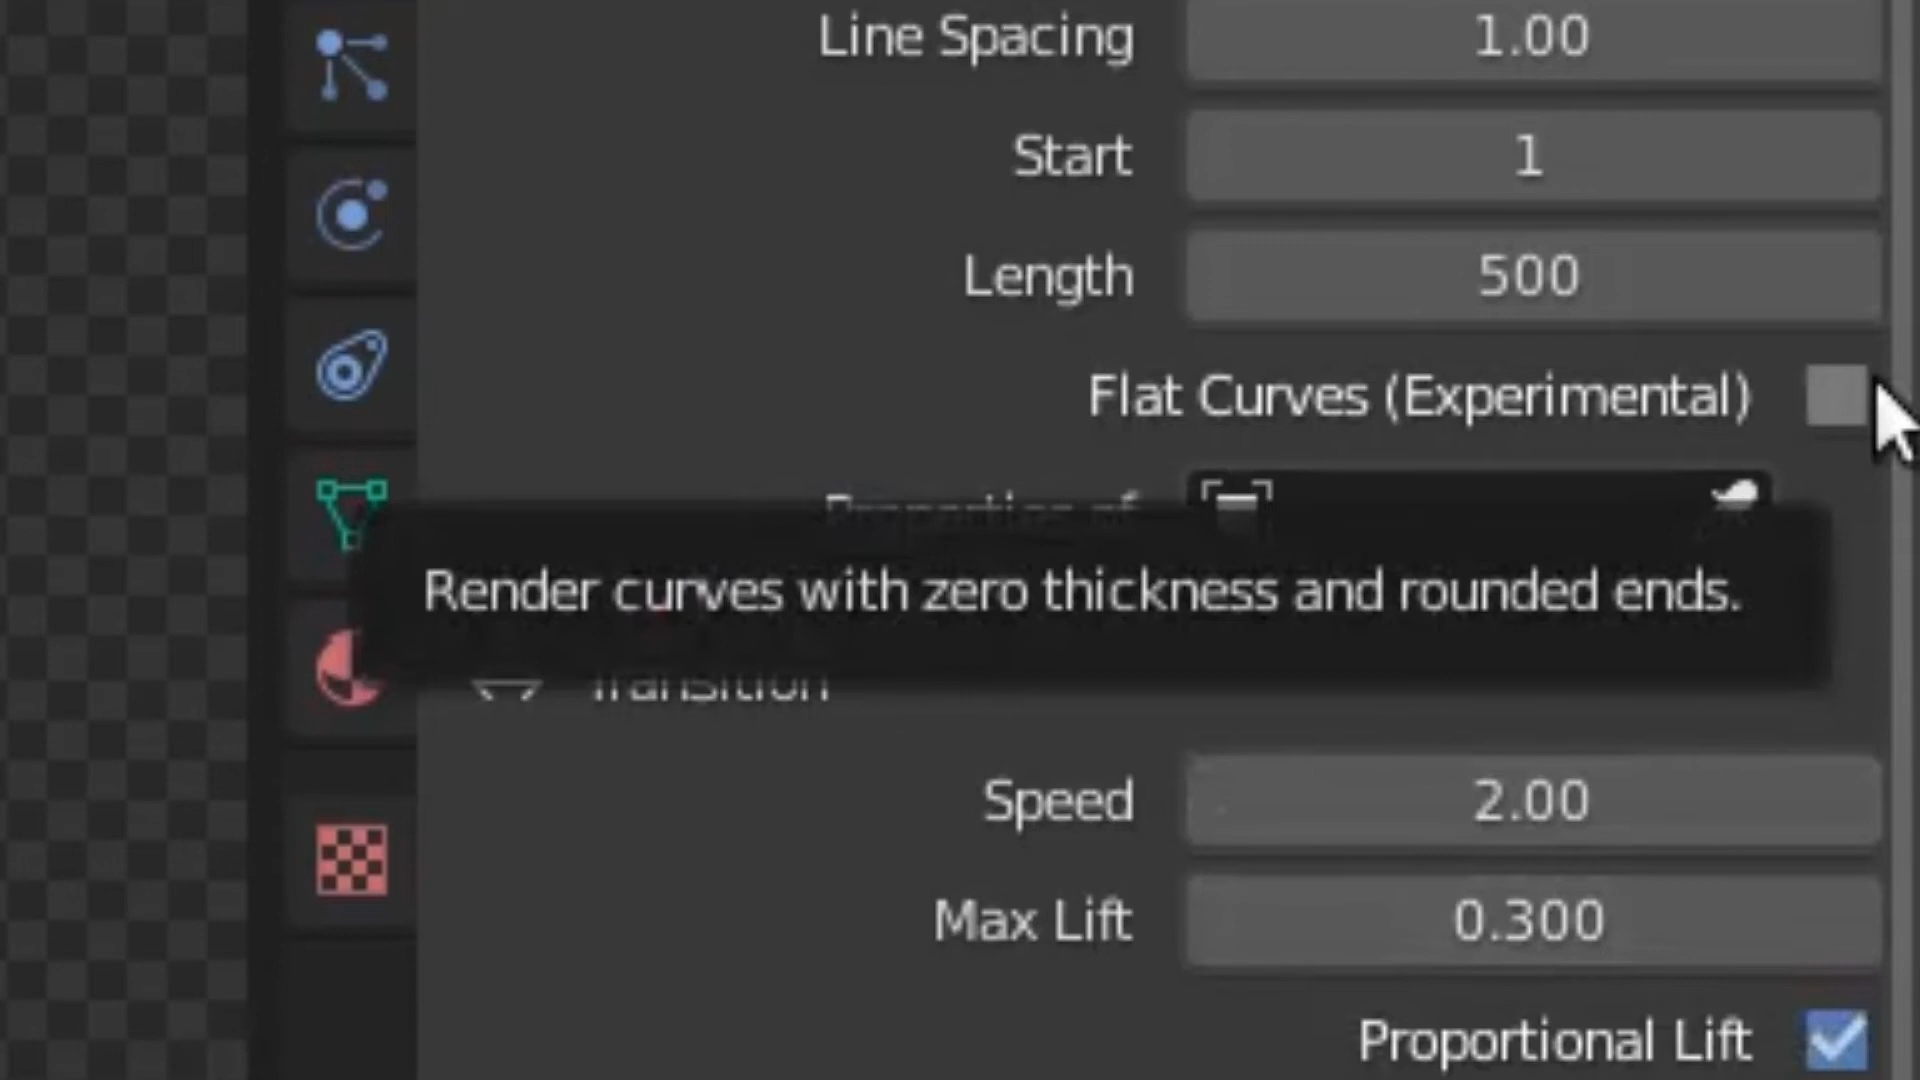 Line Spacing 1.00
Start 1
Length 500
Flat Curves (Experimental)
Render curves with zero thickness and rounded ends.
Transition
Speed 2.00
Max Lift 0.300
Proportional Lift